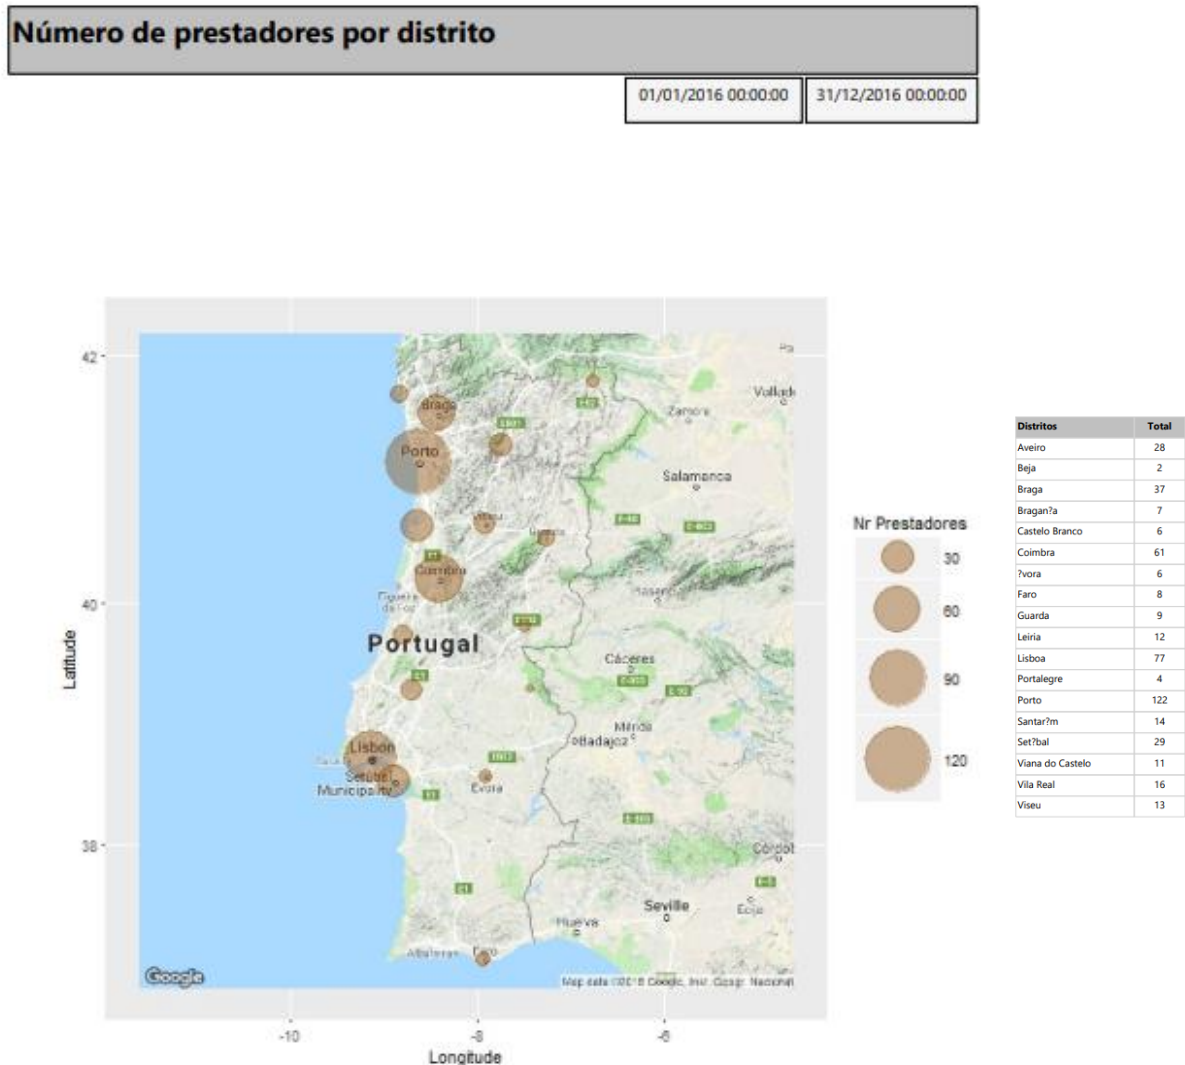 Número de prestadores por distrito
01/01/2016 00:00:00 31/12/2016 00:00:00
42
40
38
Latitude
-10 -8 -6
Longitude
Braga
Porto
Zamora
Salamanca
Coimbra
Portugal
Cáceres
Mérida
Badajoz
Lisbon
Municipality
Évora
Seville
Huelva
Faro
Google
Nr Prestadores
30
60
90
120
Distritos Total
Aveiro 28
Beja 2
Braga 37
Bragan?a 7
Castelo Branco 6
Coimbra 61
?vora 6
Faro 8
Guarda 9
Leiria 12
Lisboa 77
Portalegre 4
Porto 122
Santar?m 14
Set?bal 29
Viana do Castelo 11
Vila Real 16
Viseu 13